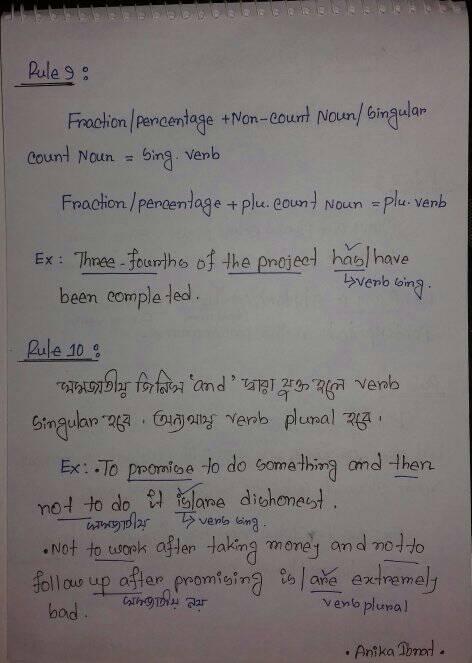 Rule 9 :
Fraction/percentage + Non-count Noun/singular
count Noun = sing. verb
Fraction/percentage + plu. count Noun = plu. verb
Ex : Three-fourths of the project has/have
↳verb sing.
been completed.
Rule 10 :
সমজাতীয় জিনিস 'and' দ্বারা যুক্ত হলে verb
singular হবে। অন্যথায় verb plural হবে।
Ex: • To promise to do something and then
not to do it is/are dishonest.
সমজাতীয় ↳ verb sing.
• Not to work after taking money and not to
follow up after promising is/are extremely
bad. সমজাতীয় নয় verb plural
• Anika Ibnat •